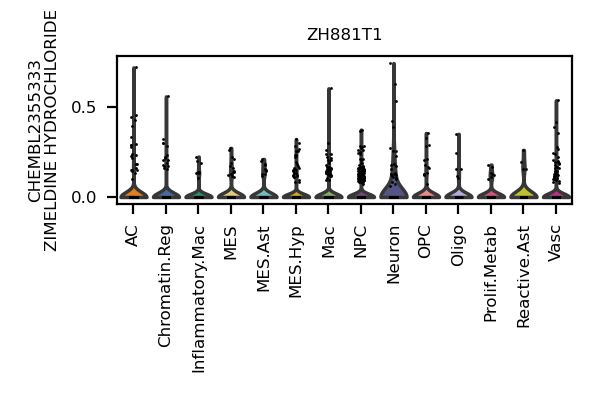 ZH881T1
CHEMBL2355333
ZIMELDINE HYDROCHLORIDE
0.5
0.0
AC
Chromatin.Reg
Inflammatory.Mac
MES
MES.Ast
MES.Hyp
Mac
NPC
Neuron
OPC
Oligo
Prolif.Metab
Reactive.Ast
Vasc